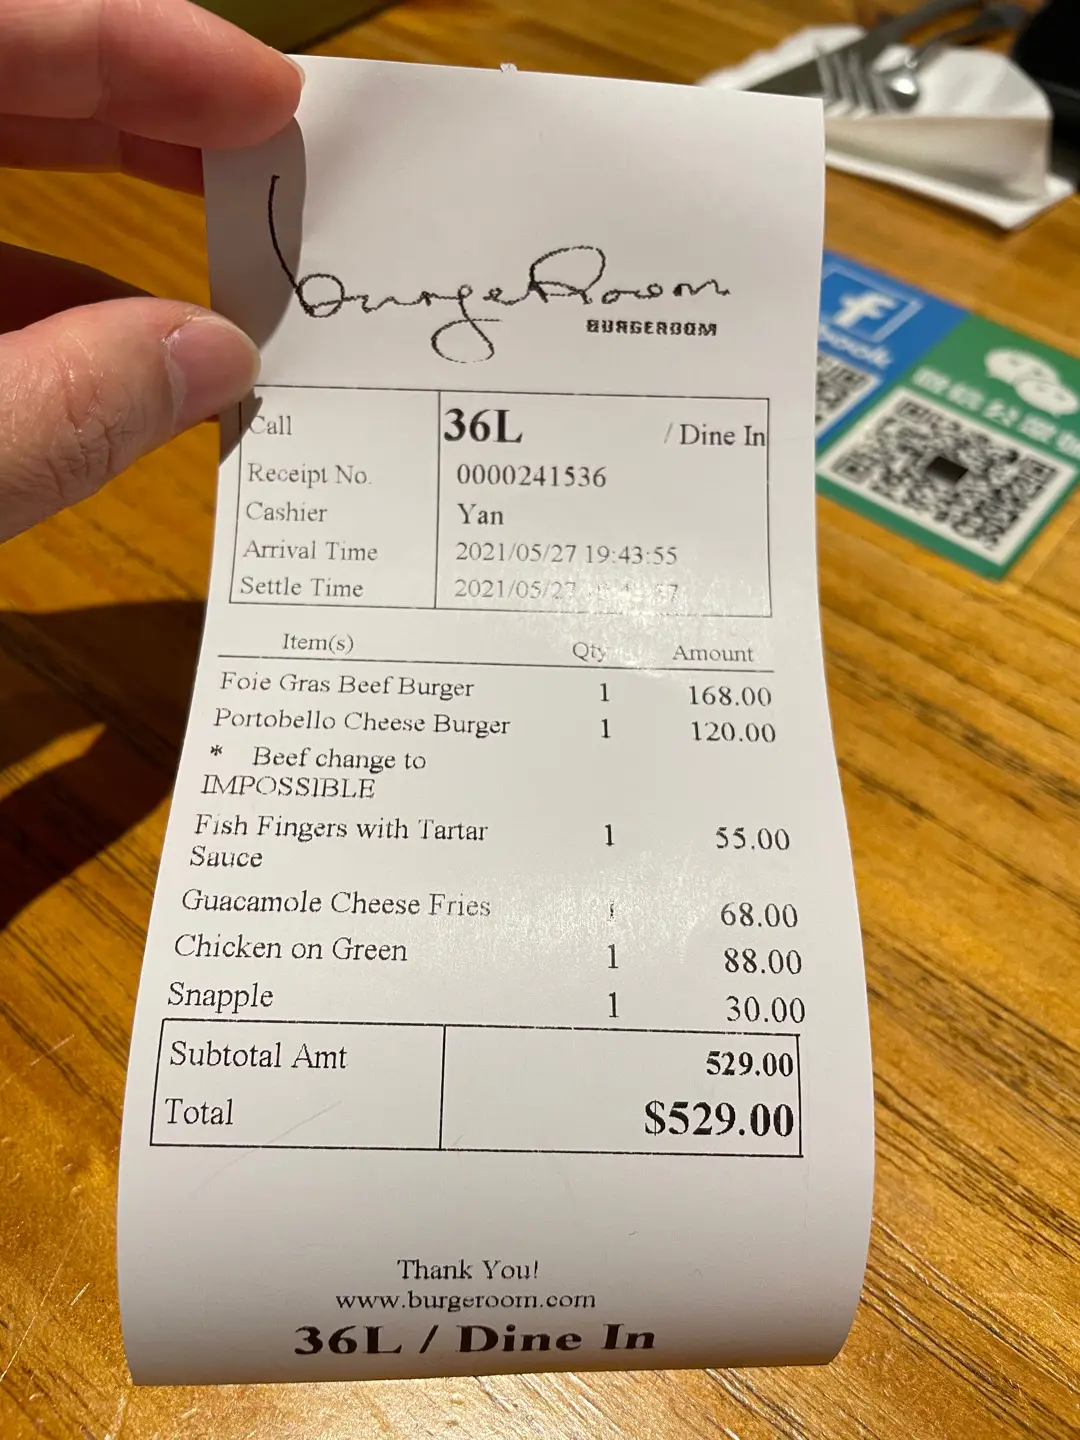 burgeRoom
BURGEROOM
Call 36L / Dine In
Receipt No. 0000241536
Cashier Yan
Arrival Time 2021/05/27 19:43:55
Settle Time 2021/05/27
Item(s) Qty Amount
Foie Gras Beef Burger 1 168.00
Portobello Cheese Burger 1 120.00
* Beef change to
IMPOSSIBLE
Fish Fingers with Tartar 1 55.00
Sauce
Guacamole Cheese Fries 1 68.00
Chicken on Green 1 88.00
Snapple 1 30.00
Subtotal Amt 529.00
Total $529.00
Thank You!
www.burgeroom.com
36L / Dine In